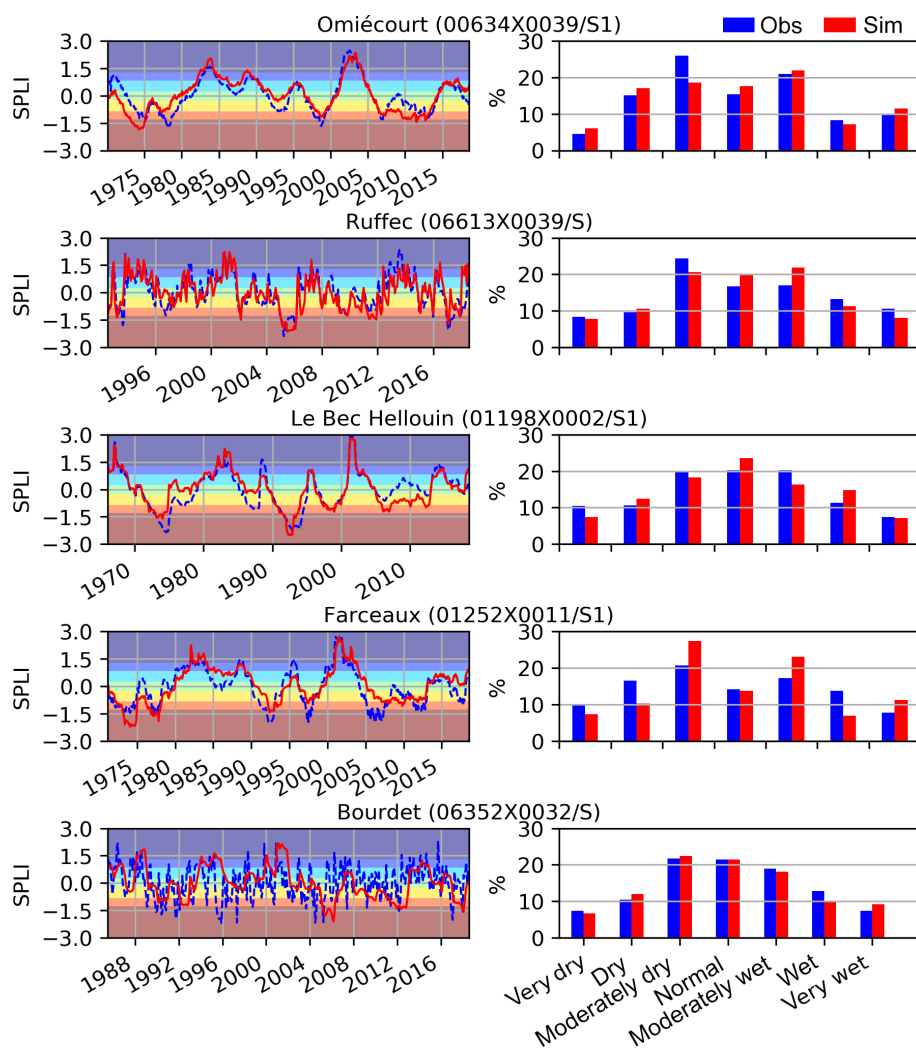 Omiécourt (00634X0039/S1)
Obs Sim
SPLI
3.0
1.5
0.0
−1.5
−3.0
1975 1980 1985 1990 1995 2000 2005 2010 2015
%
30
20
10
0
Ruffec (06613X0039/S)
SPLI
3.0
1.5
0.0
−1.5
−3.0
1996 2000 2004 2008 2012 2016
%
30
20
10
0
Le Bec Hellouin (01198X0002/S1)
SPLI
3.0
1.5
0.0
−1.5
−3.0
1970 1980 1990 2000 2010
%
30
20
10
0
Farceaux (01252X0011/S1)
SPLI
3.0
1.5
0.0
−1.5
−3.0
1975 1980 1985 1990 1995 2000 2005 2010 2015
%
30
20
10
0
Bourdet (06352X0032/S)
SPLI
3.0
1.5
0.0
−1.5
−3.0
1988 1992 1996 2000 2004 2008 2012 2016
%
30
20
10
0
Very dry
Dry
Moderately dry
Normal
Moderately wet
Wet
Very wet